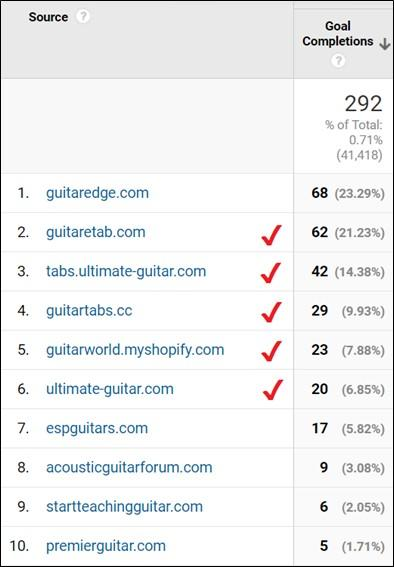 Source ?
Goal
Completions
?
292
% of Total:
0.71%
(41,418)
1. guitaredge.com 68 (23.29%)
2. guitaretab.com 62 (21.23%)
3. tabs.ultimate-guitar.com 42 (14.38%)
4. guitartabs.cc 29 (9.93%)
5. guitarworld.myshopify.com 23 (7.88%)
6. ultimate-guitar.com 20 (6.85%)
7. espguitars.com 17 (5.82%)
8. acousticguitarforum.com 9 (3.08%)
9. startteachingguitar.com 6 (2.05%)
10. premierguitar.com 5 (1.71%)